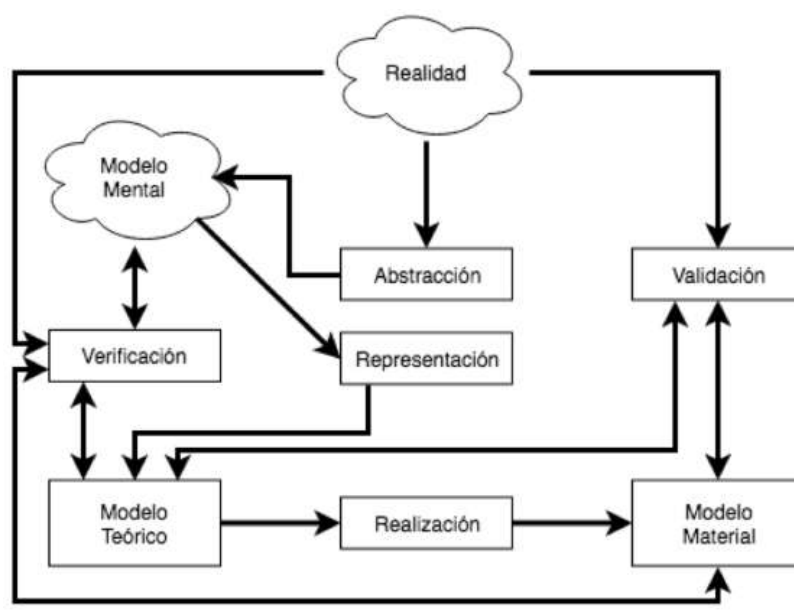 Realidad
Modelo
Mental
Abstracción
Validación
Verificación
Representación
Modelo
Teórico
Realización
Modelo
Material